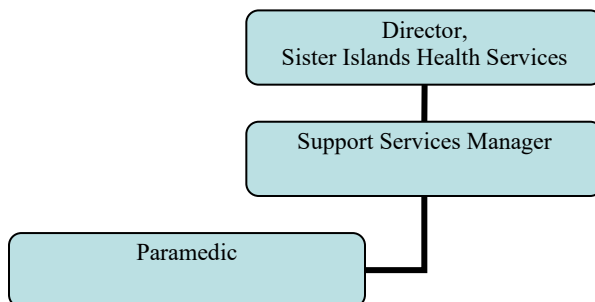 Director,
Sister Islands Health Services
Support Services Manager
Paramedic